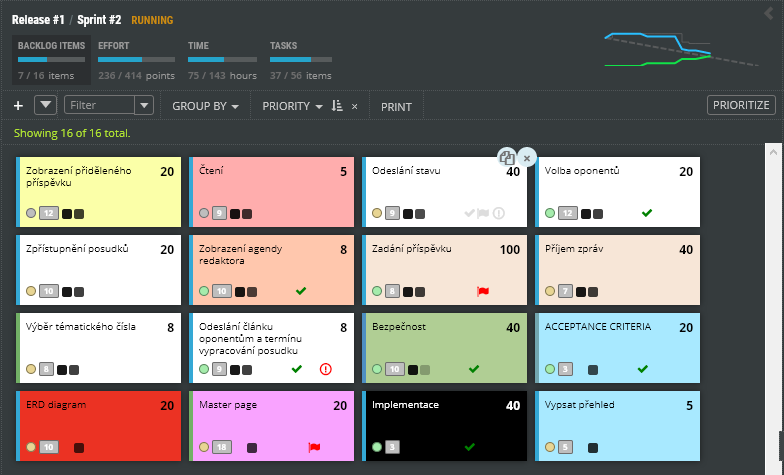 Release #1 / Sprint #2 RUNNING
BACKLOG ITEMS EFFORT TIME TASKS
7 / 16 items 236 / 414 points 75 / 143 hours 37 / 56 items
+ Filter GROUP BY PRIORITY × PRINT PRIORITIZE
Showing 16 of 16 total.
Zobrazení přiděleného příspěvku 20
12
Čtení 5
9
Odeslání stavu 40
9
Volba oponentů 20
12
Zpřístupnění posudků 20
10
Zobrazení agendy redaktora 8
10
Zadání příspěvku 100
8
Příjem zpráv 40
7
Výběr tématického čísla 8
8
Odeslání článku oponentům a termínu vypracování posudku 8
9
Bezpečnost 40
10
ACCEPTANCE CRITERIA 20
3
ERD diagram 20
10
Master page 20
18
Implementace 40
3
Vypsat přehled 5
5